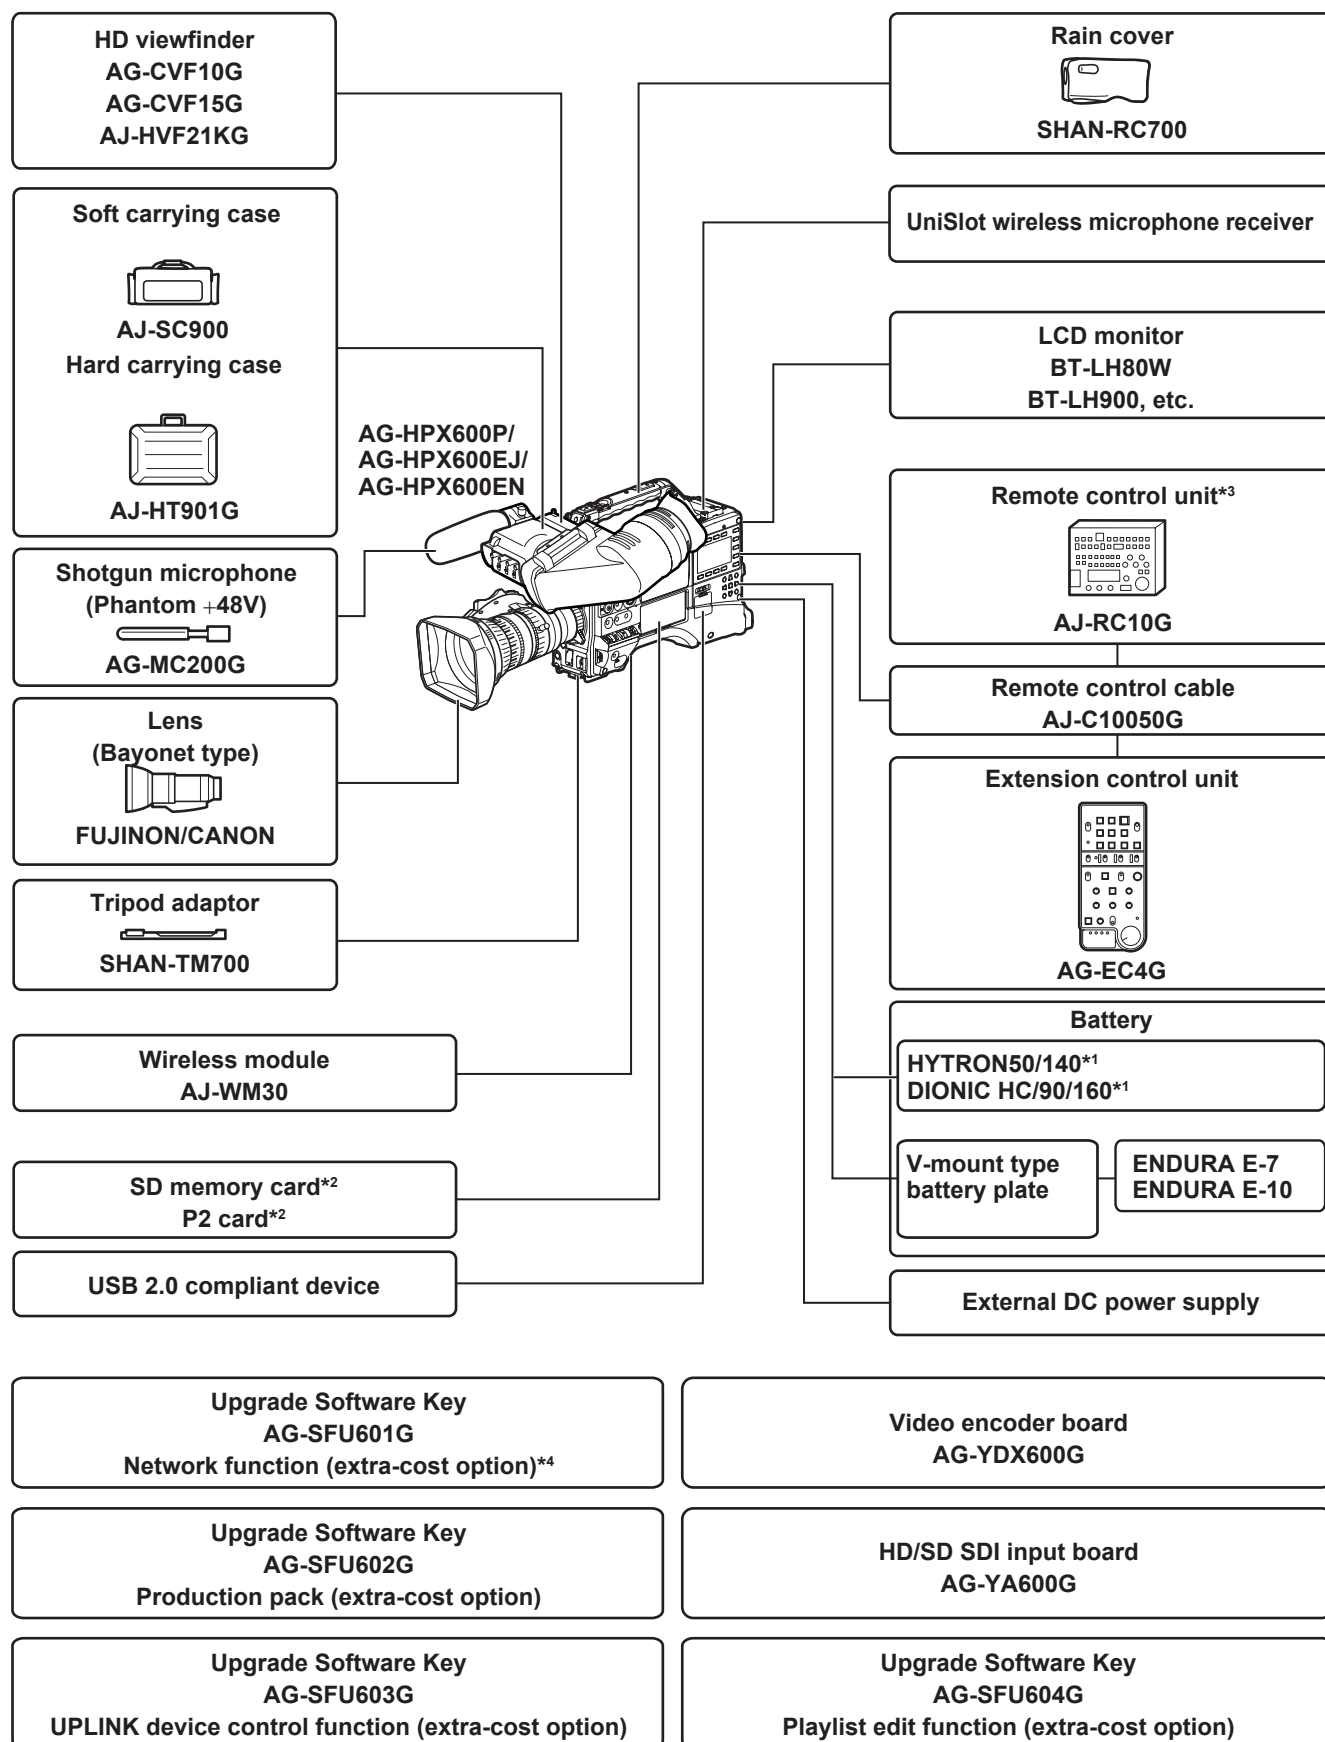 HD viewfinder
AG-CVF10G
AG-CVF15G
AJ-HVF21KG
Soft carrying case
AJ-SC900
Hard carrying case
AJ-HT901G
Shotgun microphone
(Phantom +48V)
AG-MC200G
Lens
(Bayonet type)
FUJINON/CANON
Tripod adaptor
SHAN-TM700
Wireless module
AJ-WM30
SD memory card*2
P2 card*2
USB 2.0 compliant device
AG-HPX600P/
AG-HPX600EJ/
AG-HPX600EN
Rain cover
SHAN-RC700
UniSlot wireless microphone receiver
LCD monitor
BT-LH80W
BT-LH900, etc.
Remote control unit*3
AJ-RC10G
Remote control cable
AJ-C10050G
Extension control unit
AG-EC4G
Battery
HYTRON50/140*1
DIONIC HC/90/160*1
V-mount type
battery plate
ENDURA E-7
ENDURA E-10
External DC power supply
Upgrade Software Key
AG-SFU601G
Network function (extra-cost option)*4
Video encoder board
AG-YDX600G
Upgrade Software Key
AG-SFU602G
Production pack (extra-cost option)
HD/SD SDI input board
AG-YA600G
Upgrade Software Key
AG-SFU603G
UPLINK device control function (extra-cost option)
Upgrade Software Key
AG-SFU604G
Playlist edit function (extra-cost option)